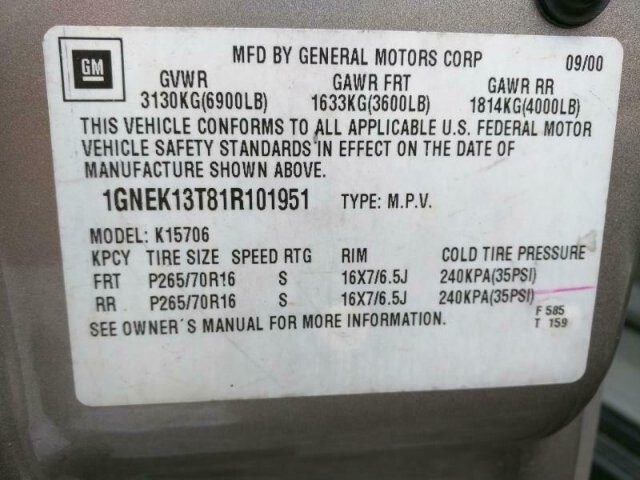 GM
MFD BY GENERAL MOTORS CORP 09/00
GVWR GAWR FRT GAWR RR
3130KG(6900LB) 1633KG(3600LB) 1814KG(4000LB)
THIS VEHICLE CONFORMS TO ALL APPLICABLE U.S. FEDERAL MOTOR
VEHICLE SAFETY STANDARDS IN EFFECT ON THE DATE OF
MANUFACTURE SHOWN ABOVE.
1GNEK13T81R101951 TYPE: M.P.V.
MODEL: K15706
KPCY TIRE SIZE SPEED RTG RIM COLD TIRE PRESSURE
FRT P265/70R16 S 16X7/6.5J 240KPA(35PSI)
RR P265/70R16 S 16X7/6.5J 240KPA(35PSI)
SEE OWNER'S MANUAL FOR MORE INFORMATION. F 585
T 159